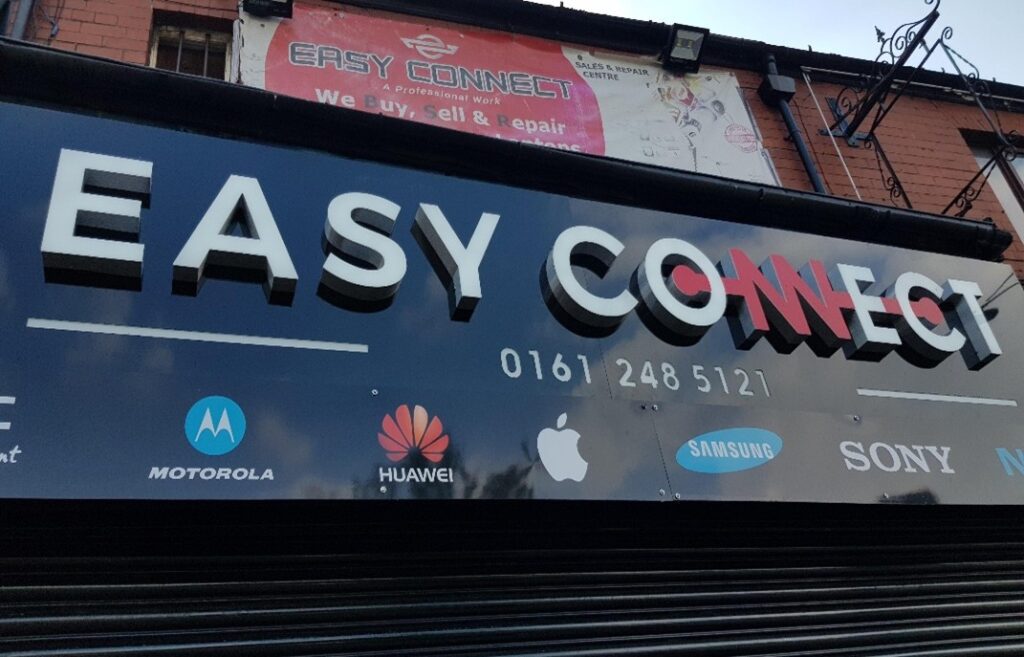 EASY CONNECT
A Professional Work
We Buy, Sell & Repair
SALES & REPAIR
CENTRE
EASY CONNECT
0161 248 5121
MOTOROLA
HUAWEI
SAMSUNG
SONY